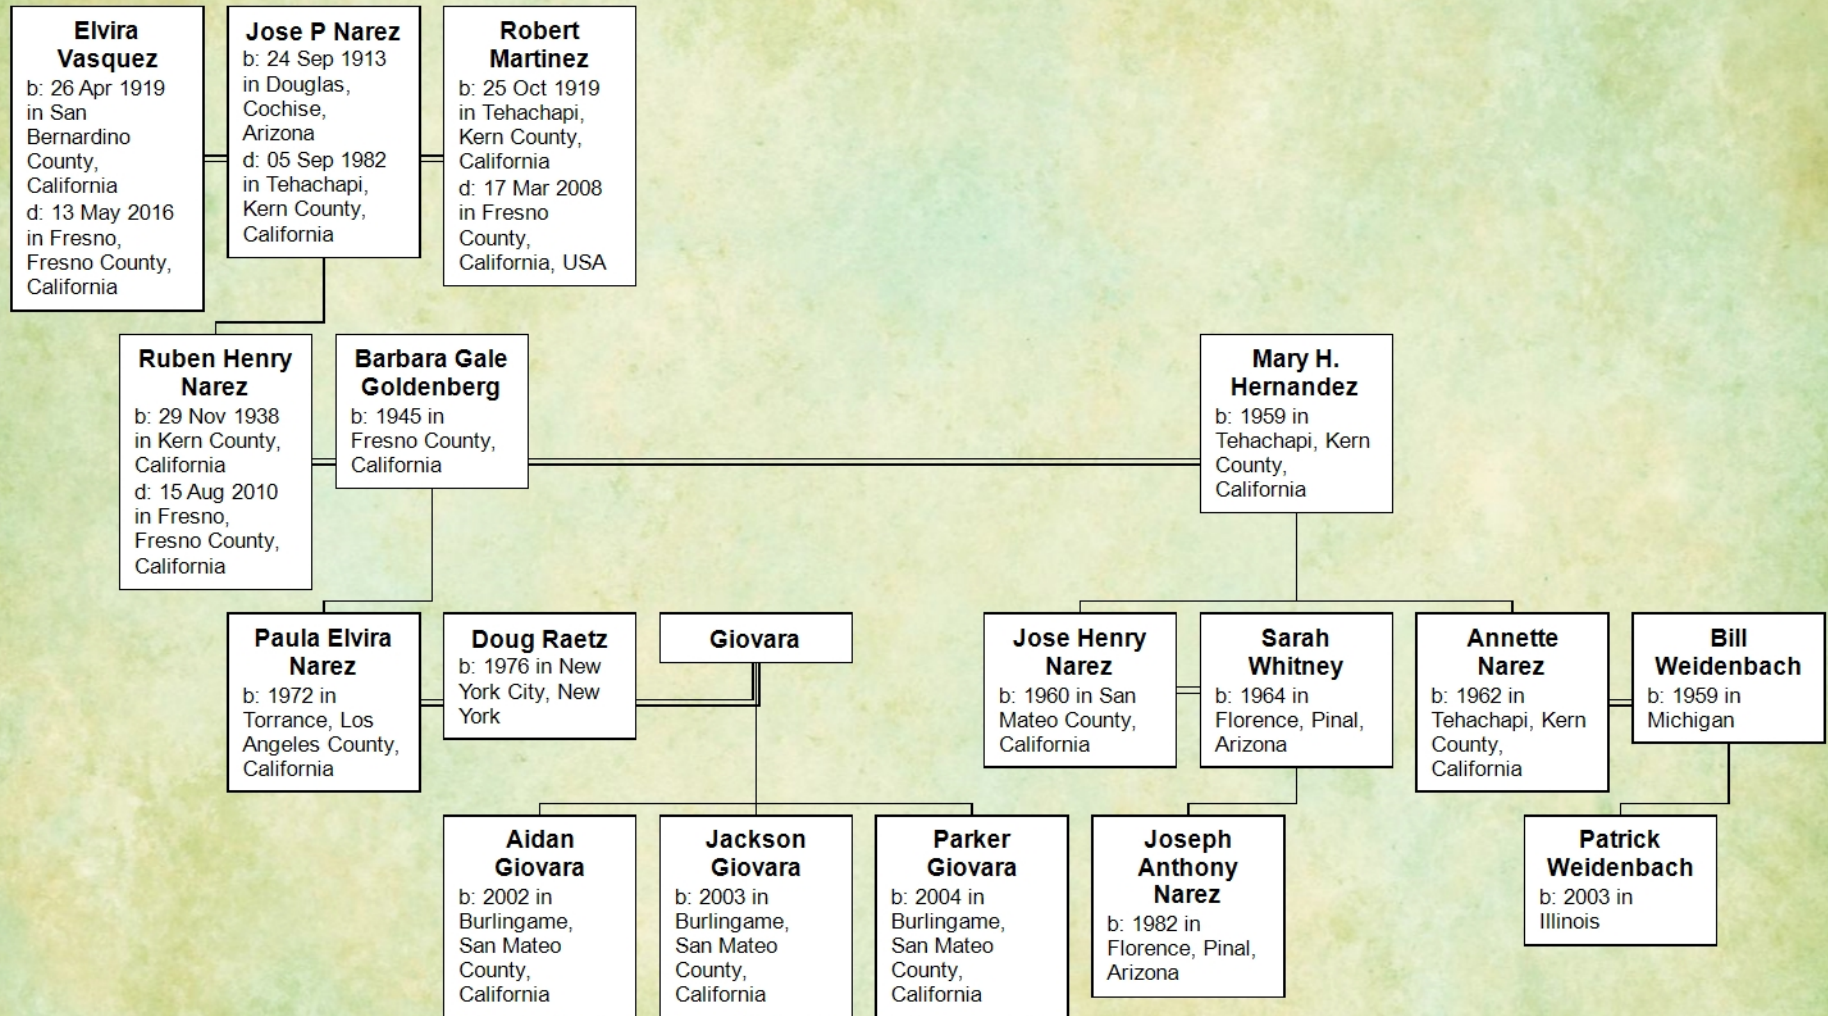 Elvira
Vasquez
b: 26 Apr 1919
in San
Bernardino
County,
California
d: 13 May 2016
in Fresno,
Fresno County,
California
Jose P Narez
b: 24 Sep 1913
in Douglas,
Cochise,
Arizona
d: 05 Sep 1982
in Tehachapi,
Kern County,
California
Robert
Martinez
b: 25 Oct 1919
in Tehachapi,
Kern County,
California
d: 17 Mar 2008
in Fresno
County,
California, USA
Ruben Henry
Narez
b: 29 Nov 1938
in Kern County,
California
d: 15 Aug 2010
in Fresno,
Fresno County,
California
Barbara Gale
Goldenberg
b: 1945 in
Fresno County,
California
Mary H.
Hernandez
b: 1959 in
Tehachapi, Kern
County,
California
Paula Elvira
Narez
b: 1972 in
Torrance, Los
Angeles County,
California
Doug Raetz
b: 1976 in New
York City, New
York
Giovara
Jose Henry
Narez
b: 1960 in San
Mateo County,
California
Sarah
Whitney
b: 1964 in
Florence, Pinal,
Arizona
Annette
Narez
b: 1962 in
Tehachapi, Kern
County,
California
Bill
Weidenbach
b: 1959 in
Michigan
Aidan
Giovara
b: 2002 in
Burlingame,
San Mateo
County,
California
Jackson
Giovara
b: 2003 in
Burlingame,
San Mateo
County,
California
Parker
Giovara
b: 2004 in
Burlingame,
San Mateo
County,
California
Joseph
Anthony
Narez
b: 1982 in
Florence, Pinal,
Arizona
Patrick
Weidenbach
b: 2003 in
Illinois